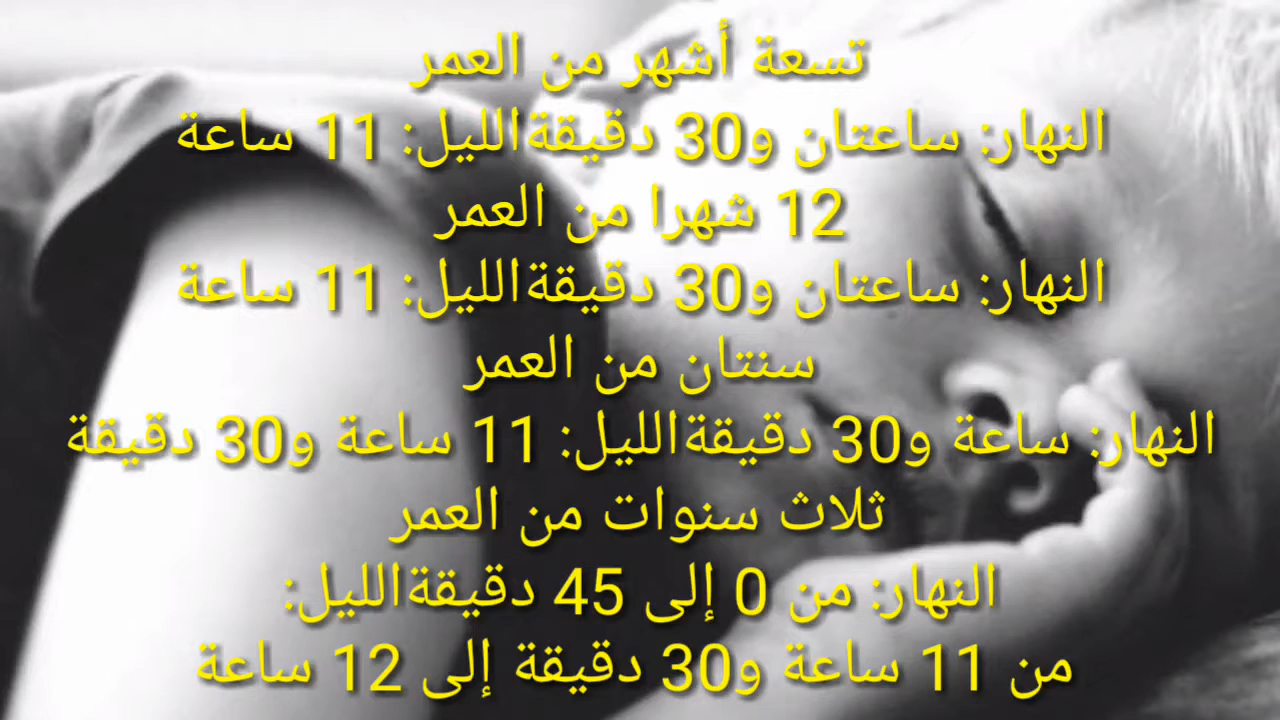 تسعة أشهر من العمر
النهار: ساعتان و30 دقيقةالليل: 11 ساعة
12 شهرا من العمر
النهار: ساعتان و30 دقيقةالليل: 11 ساعة
سنتان من العمر
النهار: ساعة و30 دقيقةالليل: 11 ساعة و30 دقيقة
ثلاث سنوات من العمر
النهار: من 0 إلى 45 دقيقةالليل:
من 11 ساعة و30 دقيقة إلى 12 ساعة